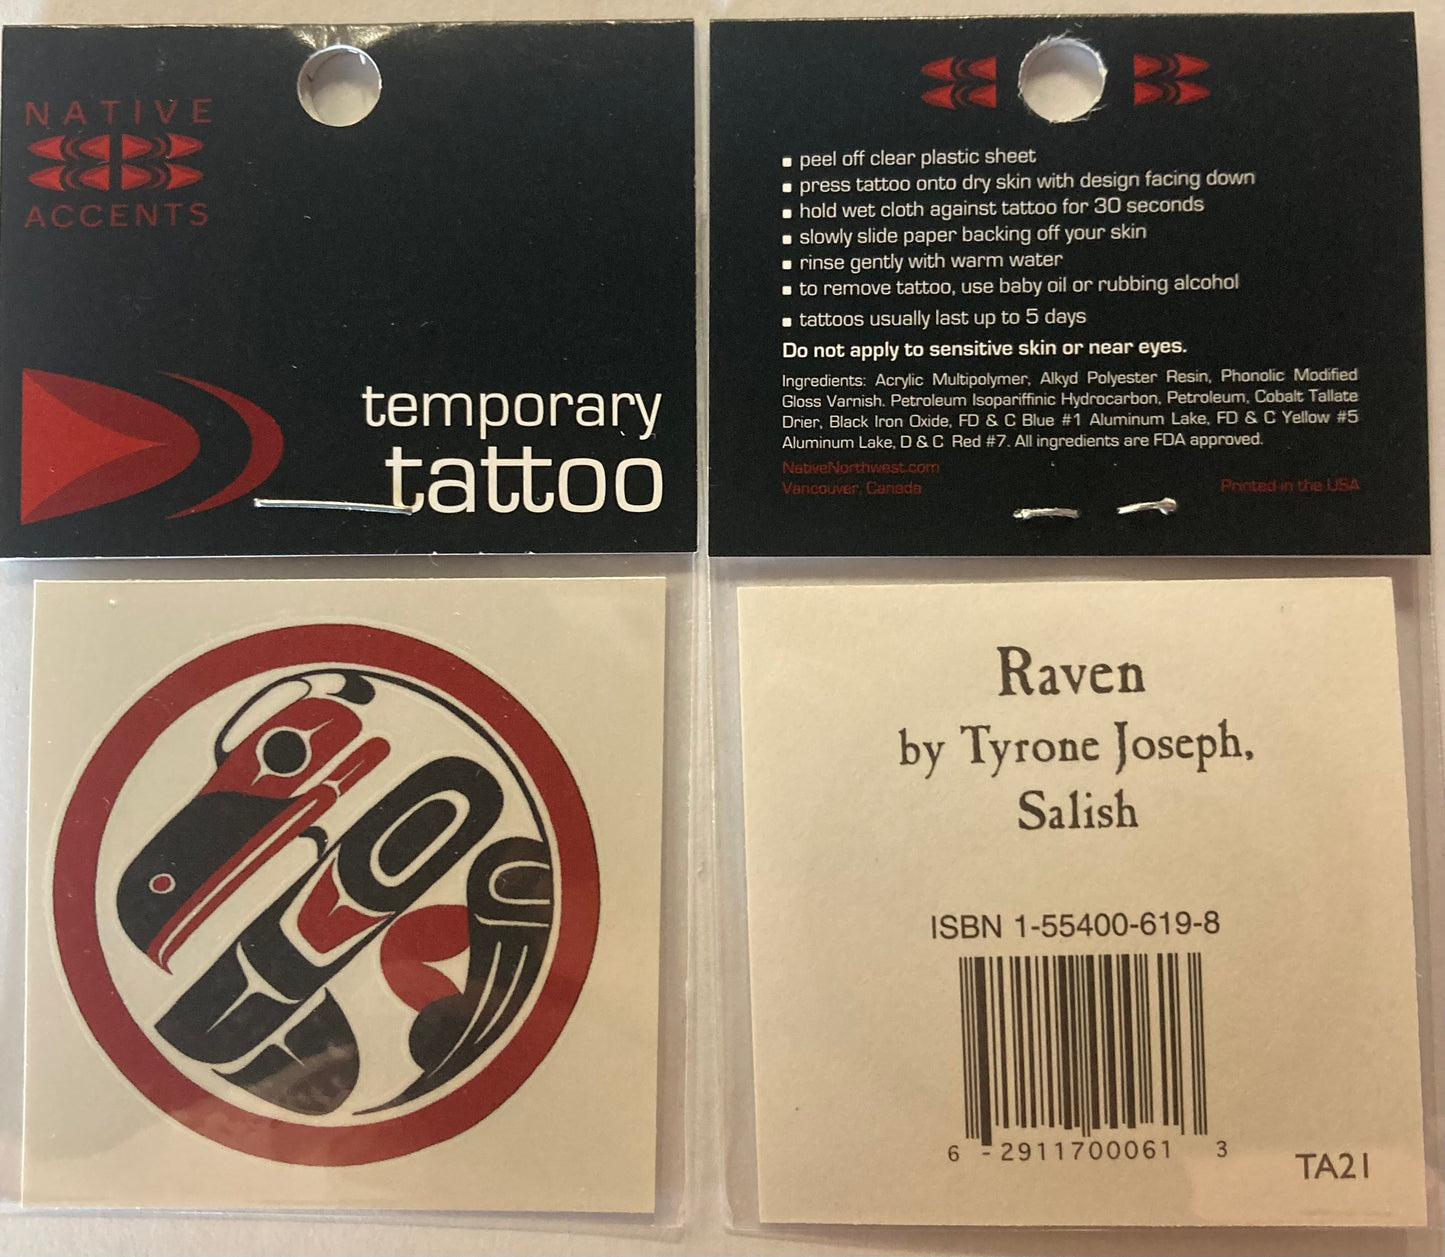 NATIVE
ACCENTS
temporary
tattoo
▪ peel off clear plastic sheet
▪ press tattoo onto dry skin with design facing down
▪ hold wet cloth against tattoo for 30 seconds
▪ slowly slide paper backing off your skin
▪ rinse gently with warm water
▪ to remove tattoo, use baby oil or rubbing alcohol
▪ tattoos usually last up to 5 days
Do not apply to sensitive skin or near eyes.
Ingredients: Acrylic Multipolymer, Alkyd Polyester Resin, Phonolic Modified
Gloss Varnish. Petroleum Isopariffinic Hydrocarbon, Petroleum, Cobalt Tallate
Drier, Black Iron Oxide, FD & C Blue #1 Aluminum Lake, FD & C Yellow #5
Aluminum Lake, D & C Red #7. All ingredients are FDA approved.
NativeNorthwest.com
Vancouver, Canada Printed in the USA
Raven
by Tyrone Joseph,
Salish
ISBN 1-55400-619-8
6 - 2911700061 3
TA21